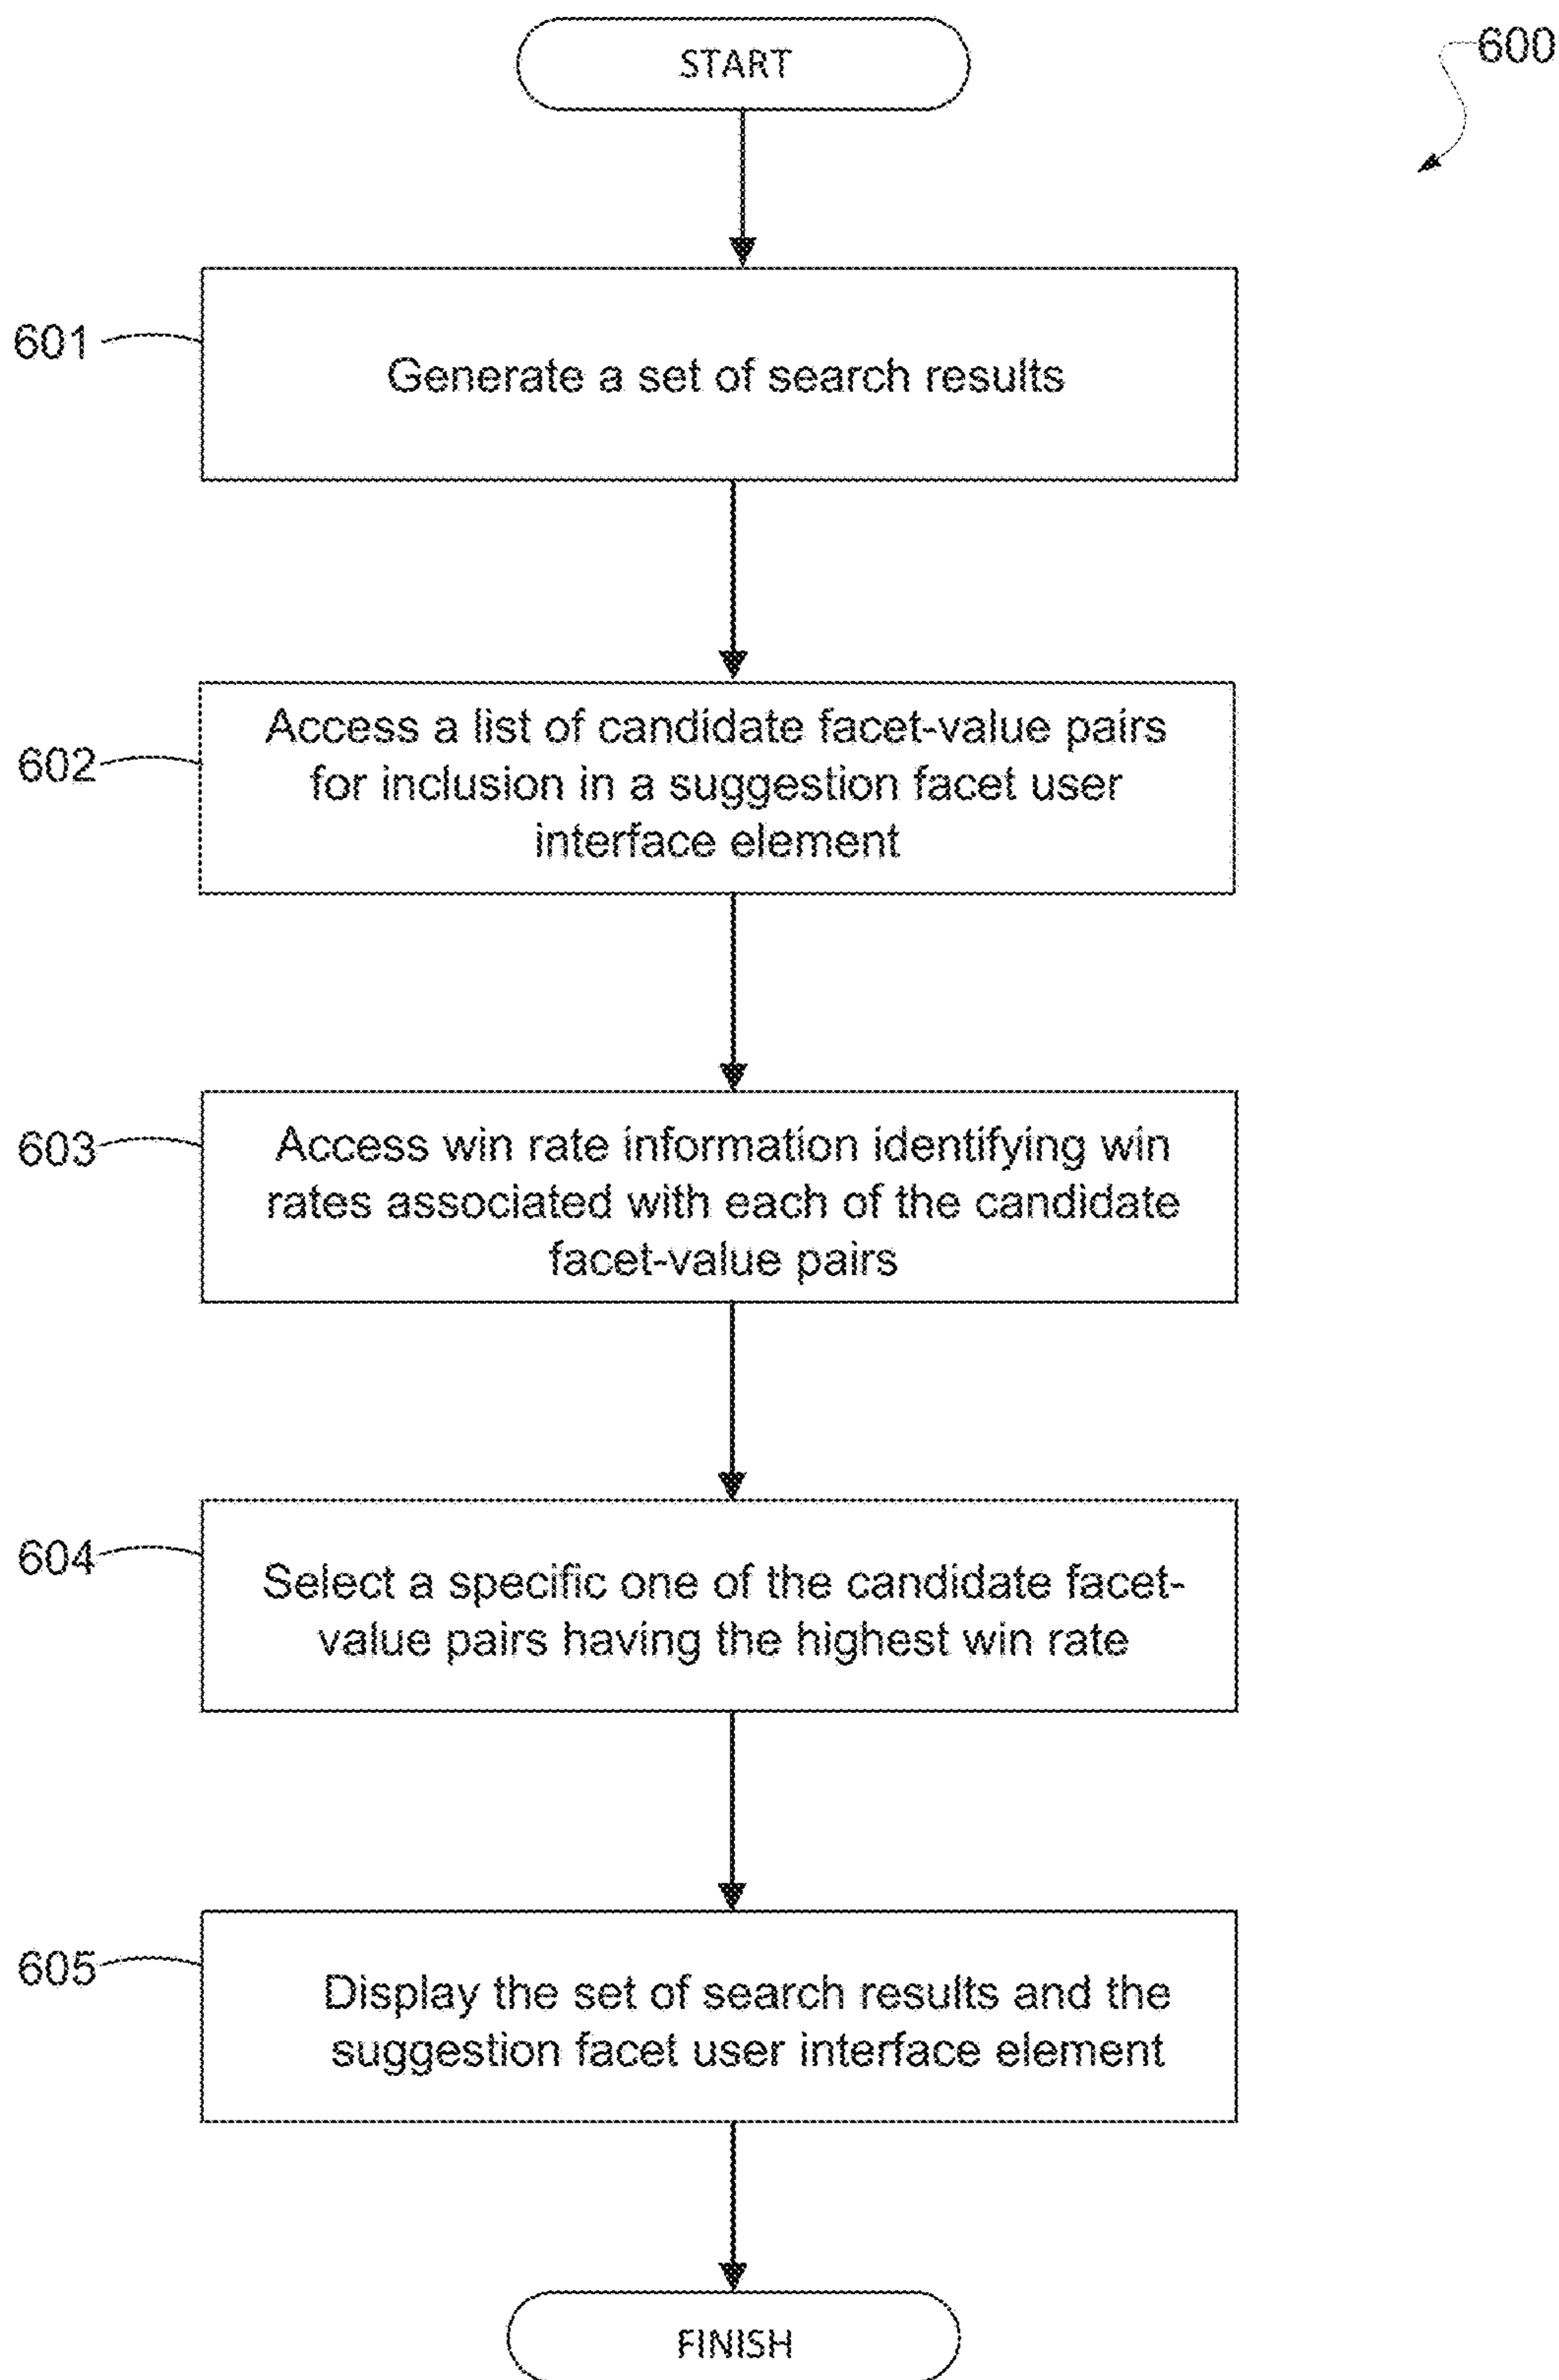 START
600
601
Generate a set of search results
602
Access a list of candidate facet-value pairs
for inclusion in a suggestion facet user
interface element
603
Access win rate information identifying win
rates associated with each of the candidate
facet-value pairs
604
Select a specific one of the candidate facet-
value pairs having the highest win rate
605
Display the set of search results and the
suggestion facet user interface element
FINISH